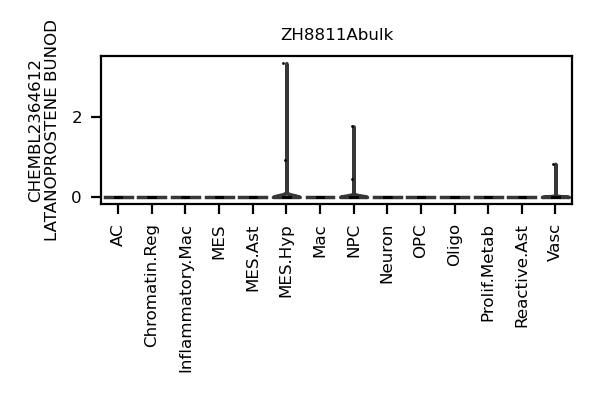 ZH8811Abulk
CHEMBL2364612
LATANOPROSTENE BUNOD
2
0
AC
Chromatin.Reg
Inflammatory.Mac
MES
MES.Ast
MES.Hyp
Mac
NPC
Neuron
OPC
Oligo
Prolif.Metab
Reactive.Ast
Vasc